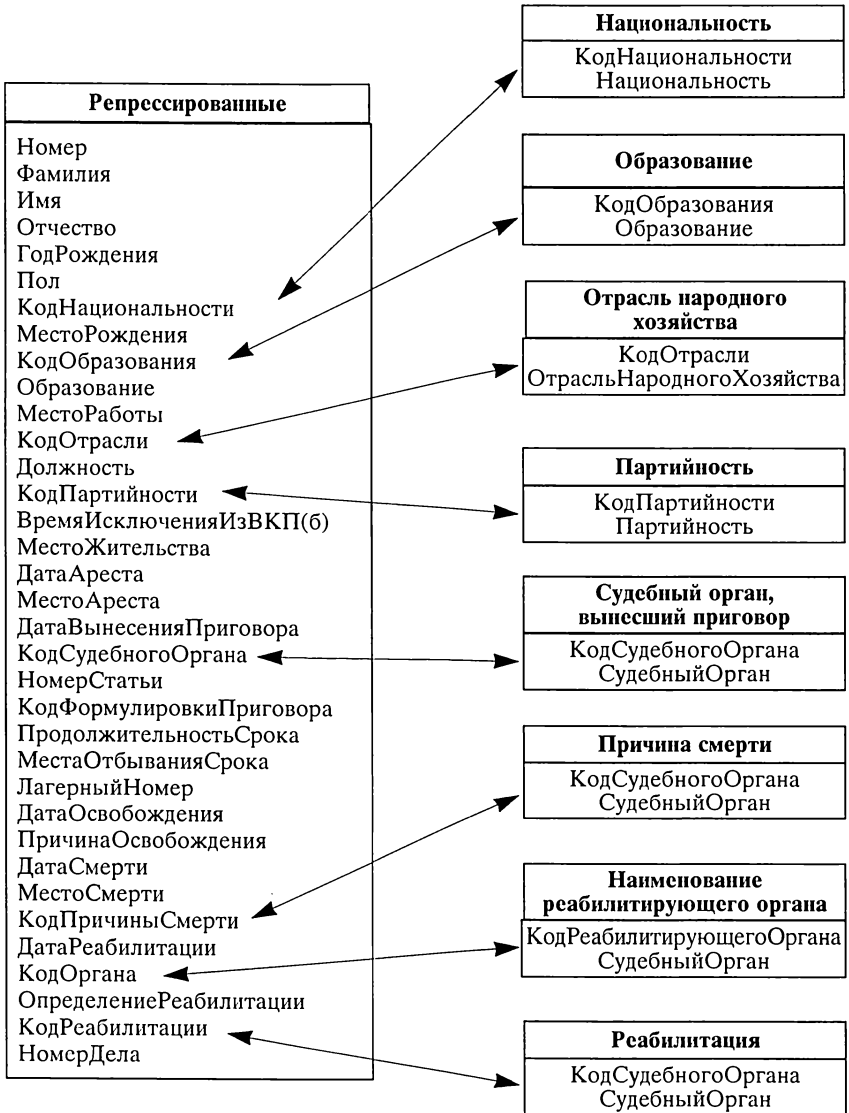 Репрессированные
Номер
Фамилия
Имя
Отчество
ГодРождения
Пол
КодНациональности
МестоРождения
КодОбразования
Образование
МестоРаботы
КодОтрасли
Должность
КодПартийности
ВремяИсключенияИзВКП(б)
МестоЖительства
ДатаАреста
МестоАреста
ДатаВынесенияПриговора
КодСудебногоОргана
НомерСтатьи
КодФормулировкиПриговора
ПродолжительностьСрока
МестаОтбыванияСрока
ЛагерныйНомер
ДатаОсвобождения
ПричинаОсвобождения
ДатаСмерти
МестоСмерти
КодПричиныСмерти
ДатаРеабилитации
КодОргана
ОпределениеРеабилитации
КодРеабилитации
НомерДела
Национальность
КодНациональности
Национальность
Образование
КодОбразования
Образование
Отрасль народного
хозяйства
КодОтрасли
ОтрасльНародногоХозяйства
Партийность
КодПартийности
Партийность
Судебный орган,
вынесший приговор
КодСудебногоОргана
СудебныйОрган
Причина смерти
КодСудебногоОргана
СудебныйОрган
Наименование
реабилитирующего органа
КодРеабилитирующегоОргана
СудебныйОрган
Реабилитация
КодСудебногоОргана
СудебныйОрган